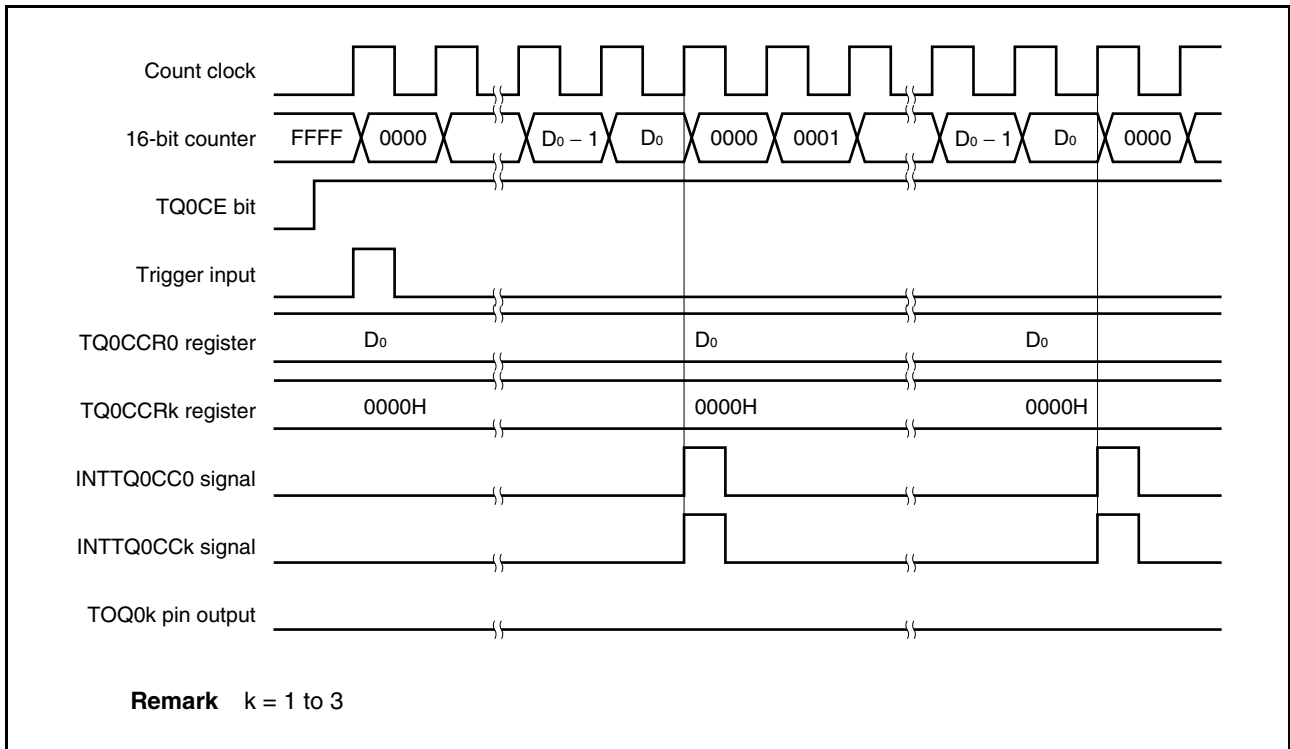 Count clock
16-bit counter FFFF 0000 D₀ − 1 D₀ 0000 0001 D₀ − 1 D₀ 0000
TQ0CE bit
Trigger input
TQ0CCR0 register D₀ D₀ D₀
TQ0CCRk register 0000H 0000H 0000H
INTTQ0CC0 signal
INTTQ0CCk signal
TOQ0k pin output
Remark k = 1 to 3